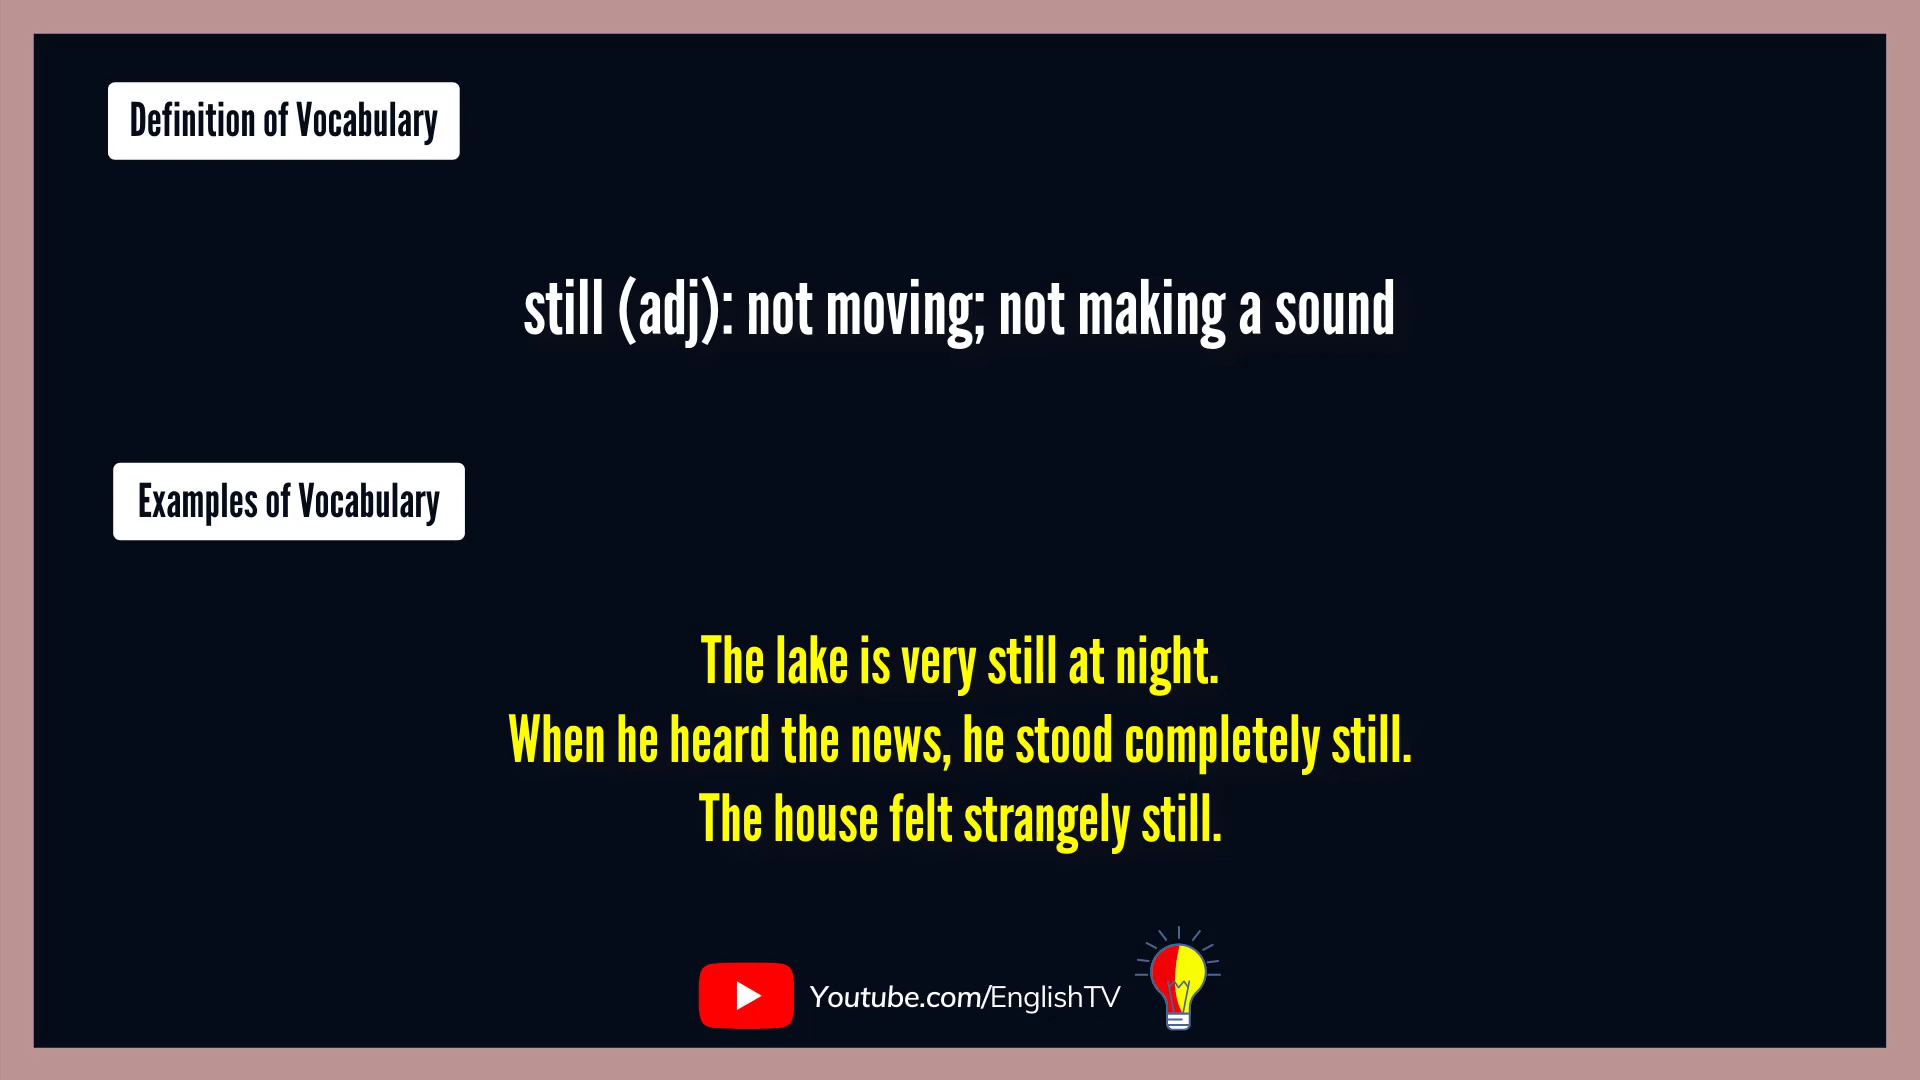 Definition of Vocabulary
still (adj): not moving; not making a sound
Examples of Vocabulary
The lake is very still at night.
When he heard the news, he stood completely still.
The house felt strangely still.
Youtube.com/EnglishTV